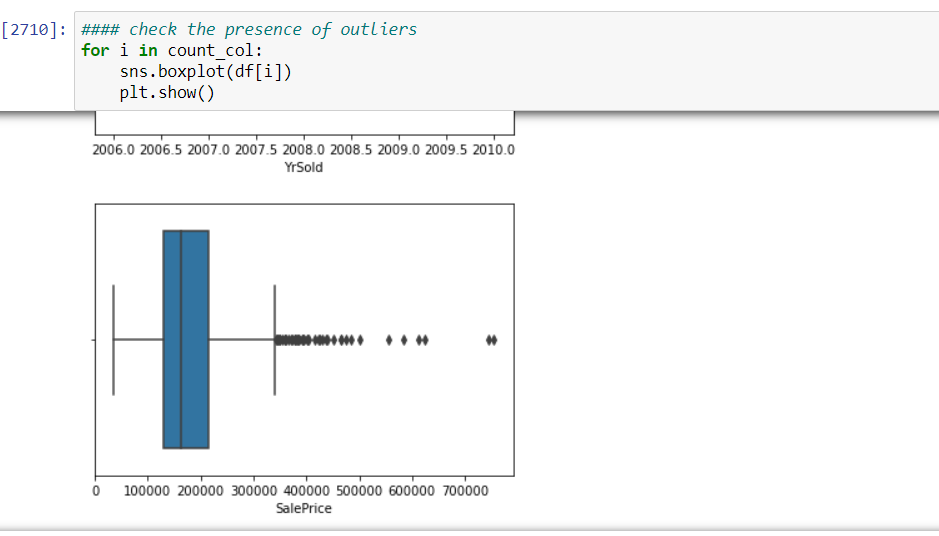 [2710]: #### check the presence of outliers
for i in count_col:
    sns.boxplot(df[i])
    plt.show()
2006.0 2006.5 2007.0 2007.5 2008.0 2008.5 2009.0 2009.5 2010.0
YrSold
0 100000 200000 300000 400000 500000 600000 700000
SalePrice